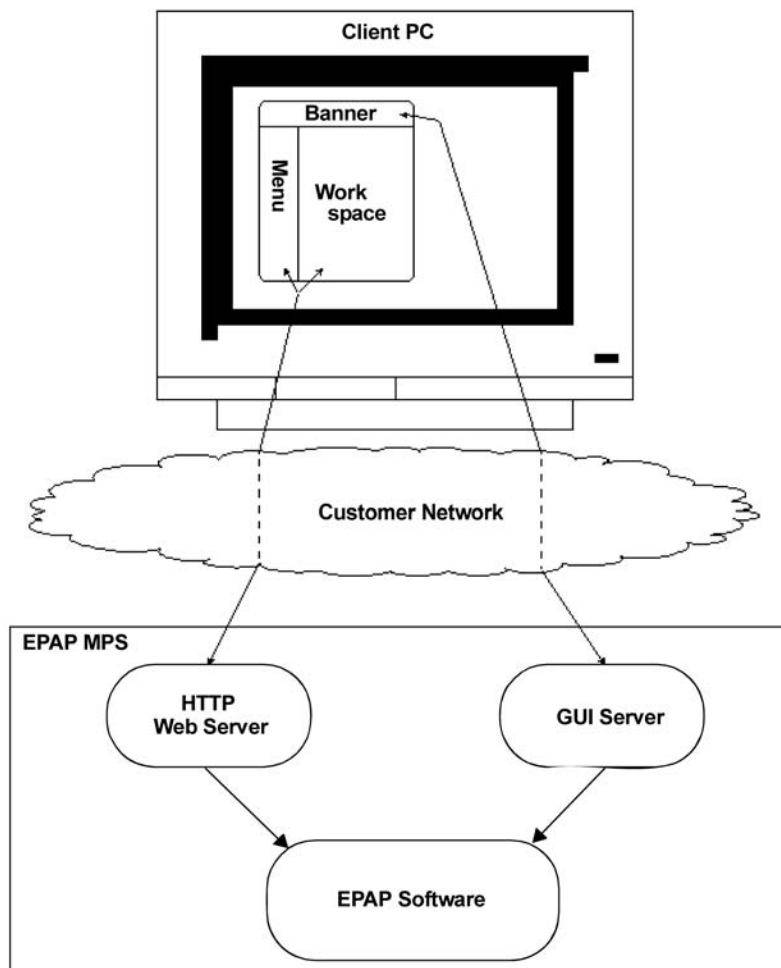 Client PC
Banner
Menu
Work
space
Customer Network
EPAP MPS
HTTP
Web Server
GUI Server
EPAP Software